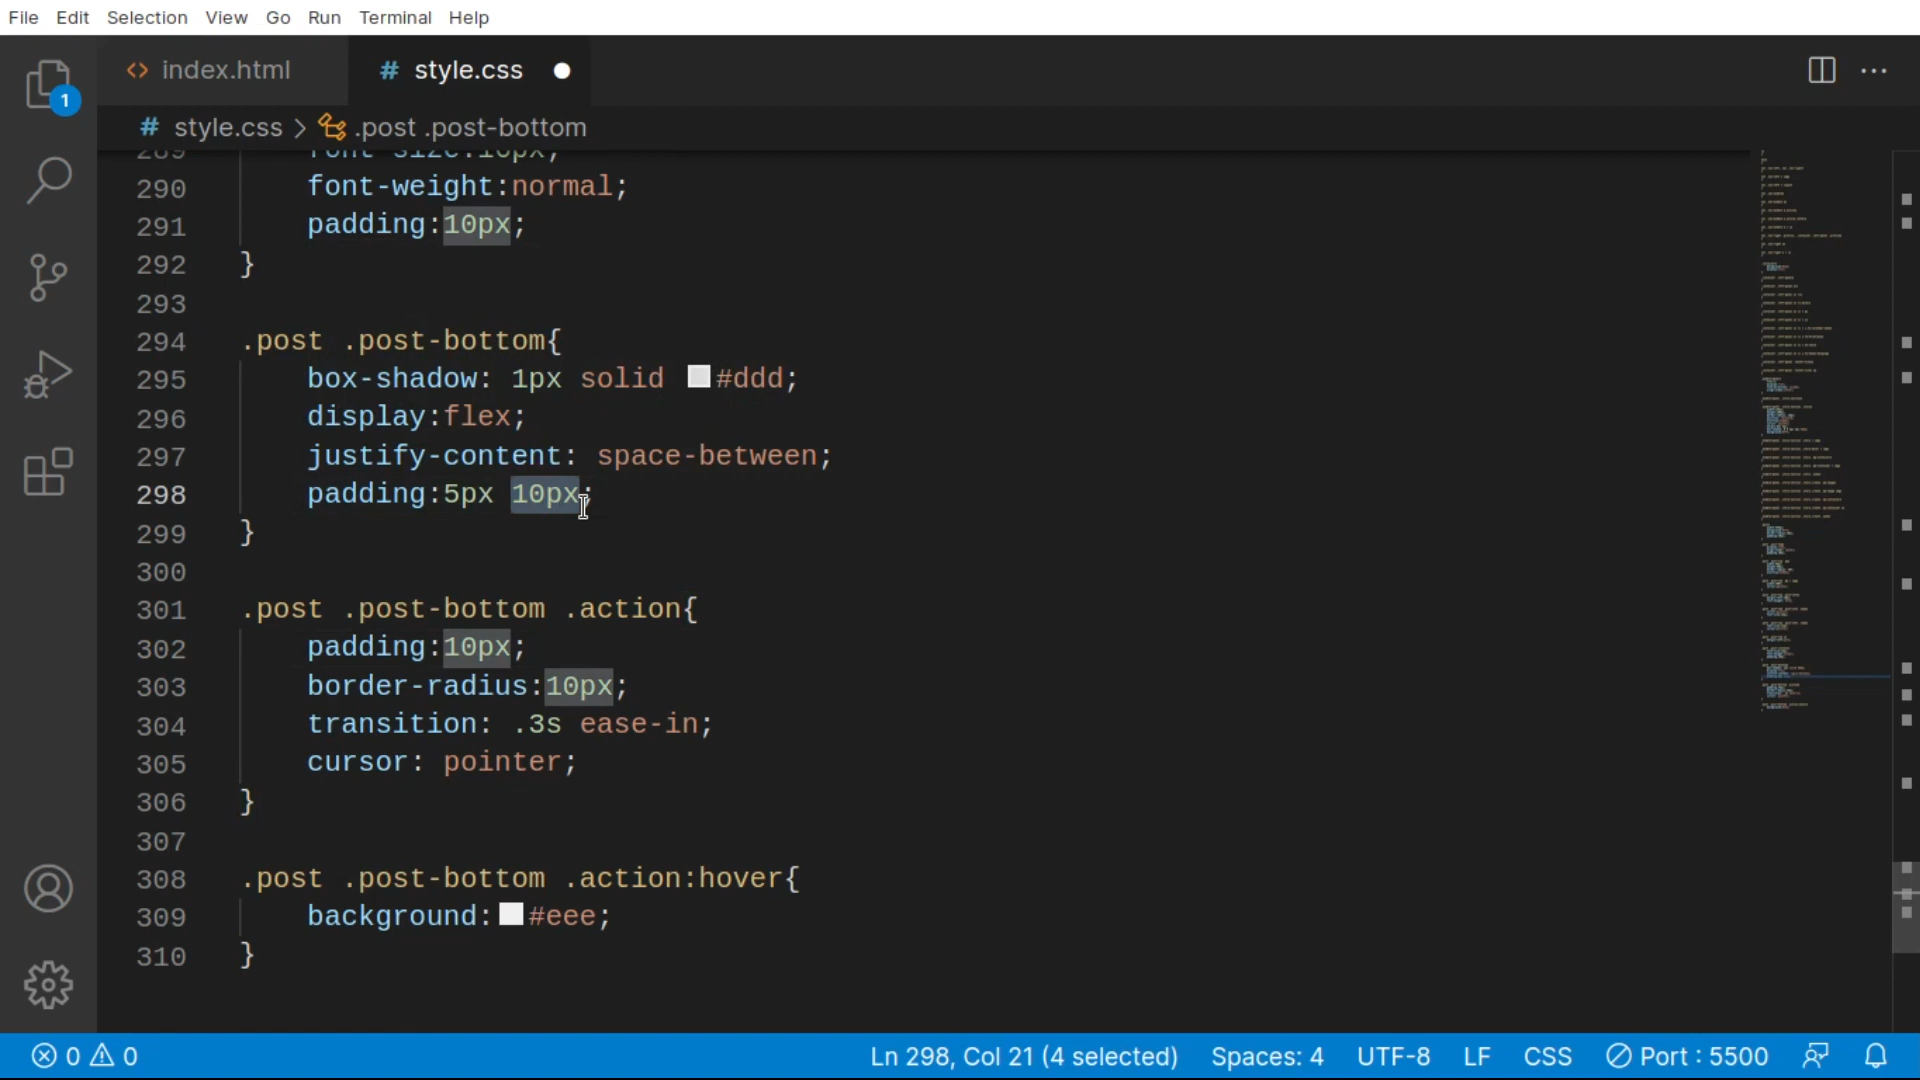 File Edit Selection View Go Run Terminal Help
<> index.html # style.css
# style.css > .post .post-bottom
289 font-size:16px;
290 font-weight:normal;
291 padding:10px;
292 }
293
294 .post .post-bottom{
295 box-shadow: 1px solid #ddd;
296 display:flex;
297 justify-content: space-between;
298 padding:5px 10px;
299 }
300
301 .post .post-bottom .action{
302 padding:10px;
303 border-radius:10px;
304 transition: .3s ease-in;
305 cursor: pointer;
306 }
307
308 .post .post-bottom .action:hover{
309 background:#eee;
310 }
1
0 0 Ln 298, Col 21 (4 selected) Spaces: 4 UTF-8 LF CSS Port : 5500